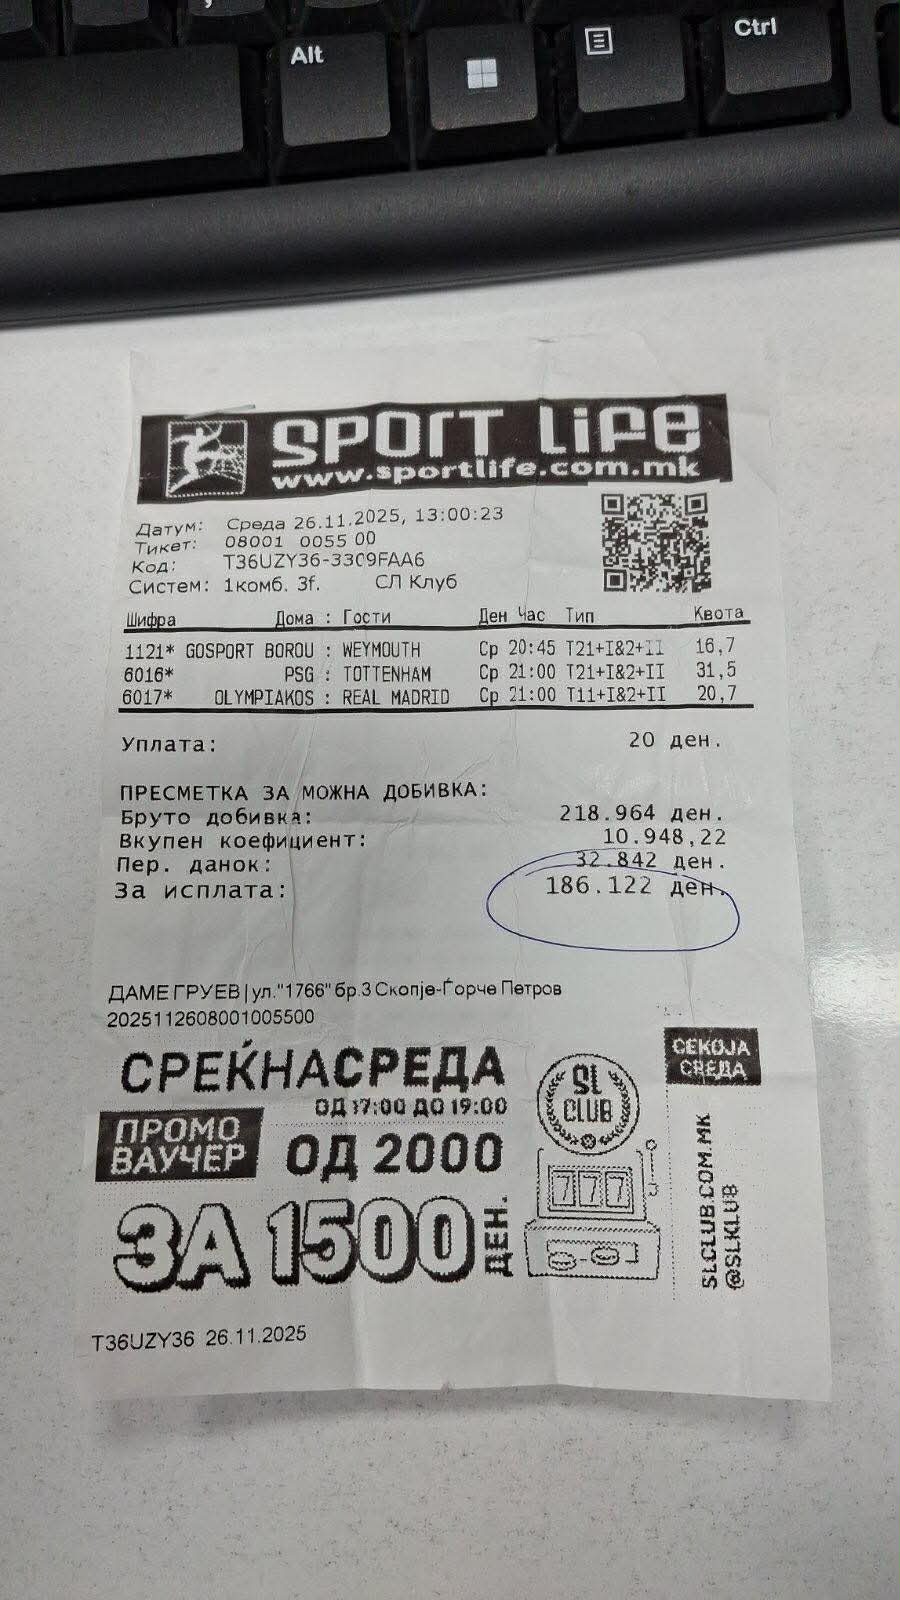 Alt
Ctrl
SPORT LIFE
www.sportlife.com.mk
Датум: Среда 26.11.2025, 13:00:23
Тикет: 08001 0055 00
Код: T36UZY36-33C9FAA6
Систем: 1комб. 3f. СЛ Клуб
Шифра Дома : Гости Ден Час Тип Квота
1121* GOSPORT BOROU : WEYMOUTH Ср 20:45 T21+I&2+II 16,7
6016* PSG : TOTTENHAM Ср 21:00 T21+I&2+II 31,5
6017* OLYMPIAKOS : REAL MADRID Ср 21:00 T11+I&2+II 20,7
Уплата: 20 ден.
ПРЕСМЕТКА ЗА МОЖНА ДОБИВКА:
Бруто добивка: 218.964 ден.
Вкупен коефициент: 10.948,22
Пер. данок: 32.842 ден.
За исплата: 186.122 ден.
ДАМЕ ГРУЕВ|ул."1766" бр.3 Скопје-Ѓорче Петров
2025112608001005500
СРЕЌНАСРЕДА
ОД 17:00 ДО 19:00
ПРОМО
ВАУЧЕР
ОД 2000
ЗА 1500 ДЕН.
SL
CLUB
777
СЕКОЈА
СРЕДА
SLCLUB.COM.MK
@SLKLUB
T36UZY36 26.11.2025